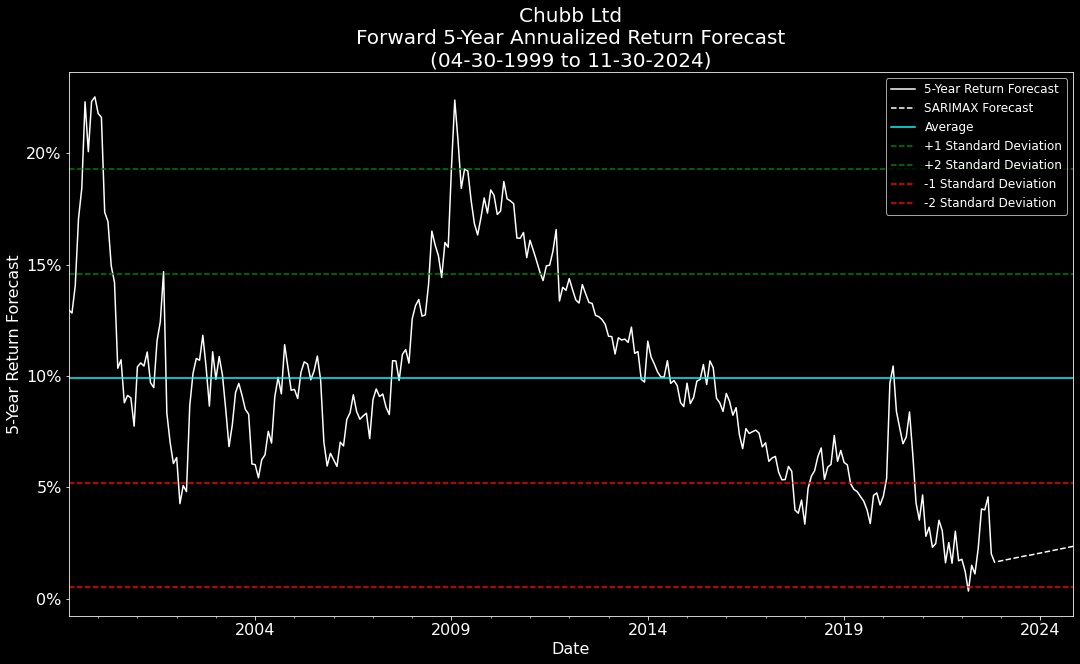 Chubb Ltd
Forward 5-Year Annualized Return Forecast
(04-30-1999 to 11-30-2024)
5-Year Return Forecast
SARIMAX Forecast
Average
+1 Standard Deviation
+2 Standard Deviation
-1 Standard Deviation
-2 Standard Deviation
5-Year Return Forecast
20%
15%
10%
5%
0%
2004
2009
2014
2019
2024
Date